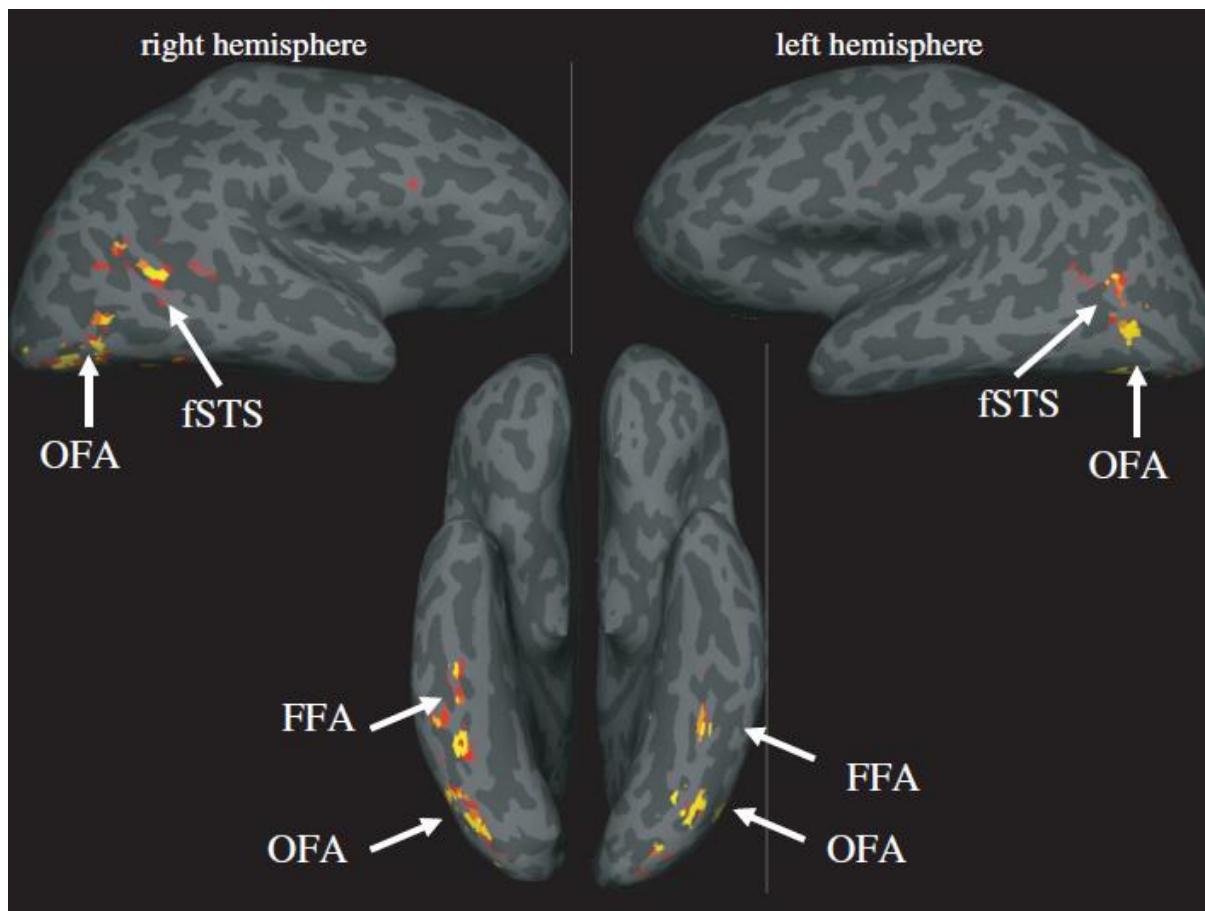 right hemisphere
left hemisphere
fSTS
OFA
fSTS
OFA
FFA
OFA
FFA
OFA